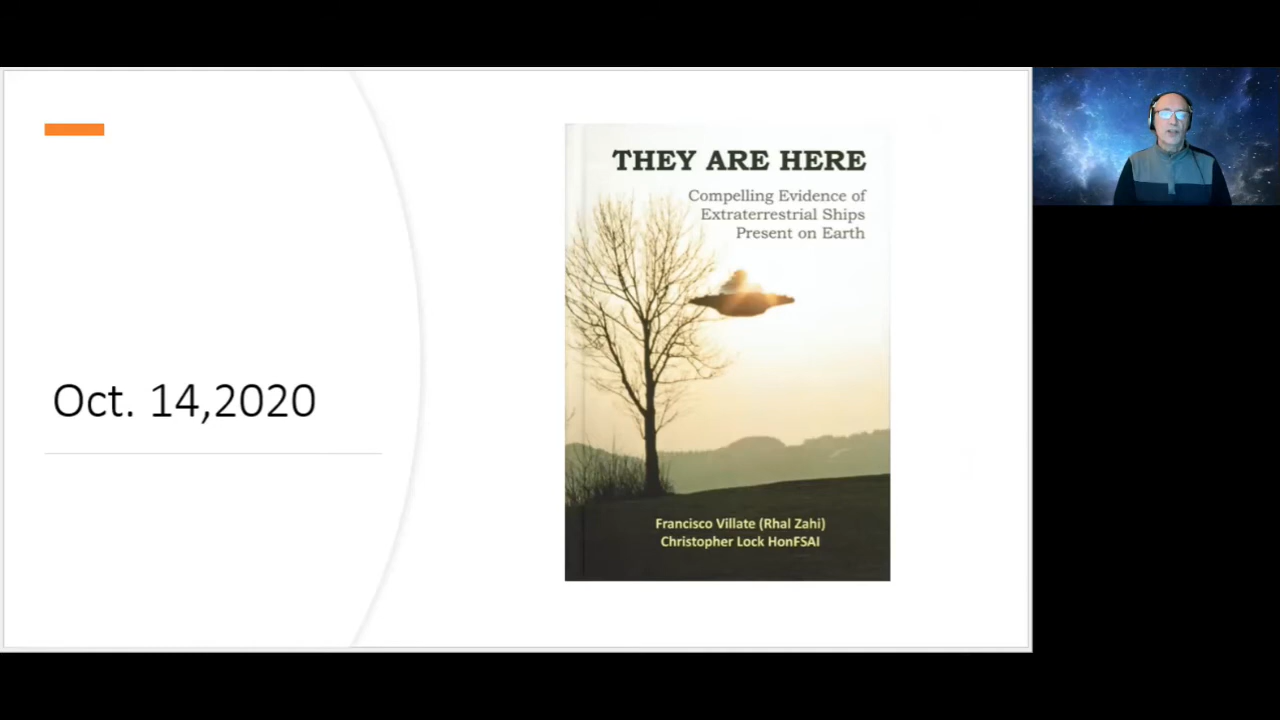 Oct. 14,2020
THEY ARE HERE
Compelling Evidence of
Extraterrestrial Ships
Present on Earth
Francisco Villate (Rhal Zahi)
Christopher Lock HonFSAI